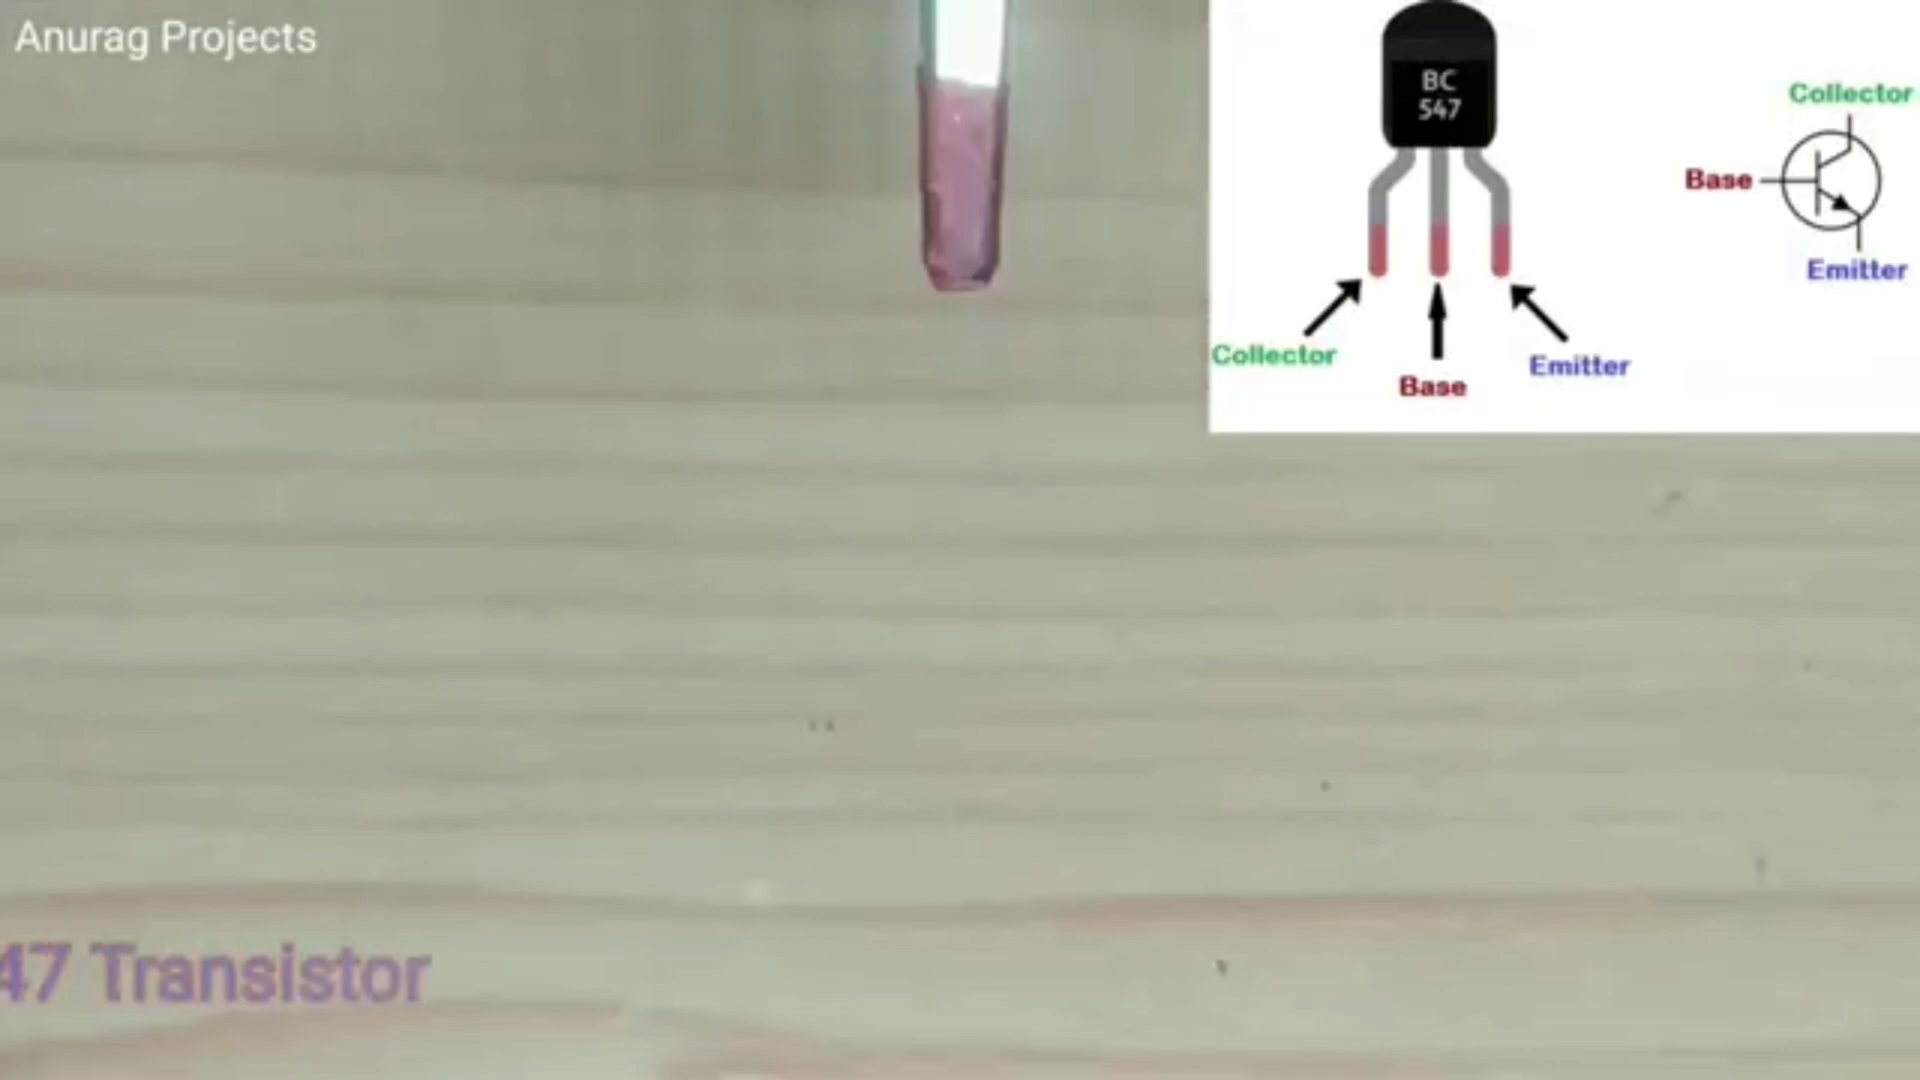 Anurag Projects
BC
547
Collector
Base
Emitter
Collector
Base
Emitter
47 Transistor